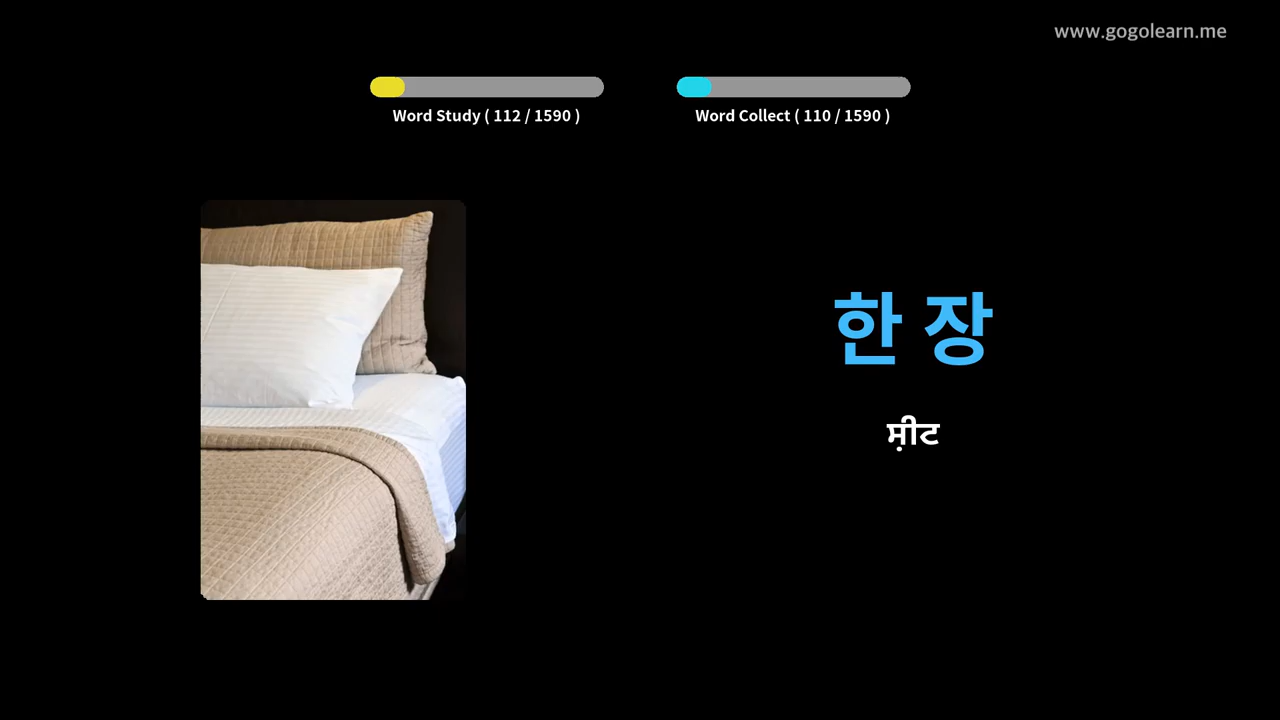 www.gogolearn.me
Word Study ( 112 / 1590 )
Word Collect ( 110 / 1590 )
한 장
ਸ਼ੀਟ